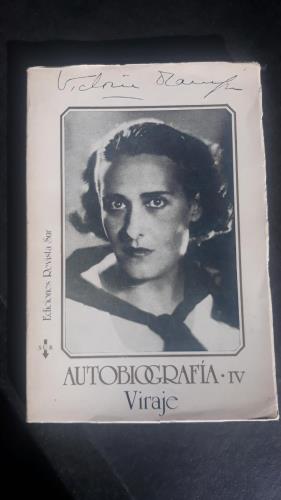 Victoria Ocampo
Ediciones Revista Sur
SUR
AUTOBIOGRAFÍA · IV
Viraje